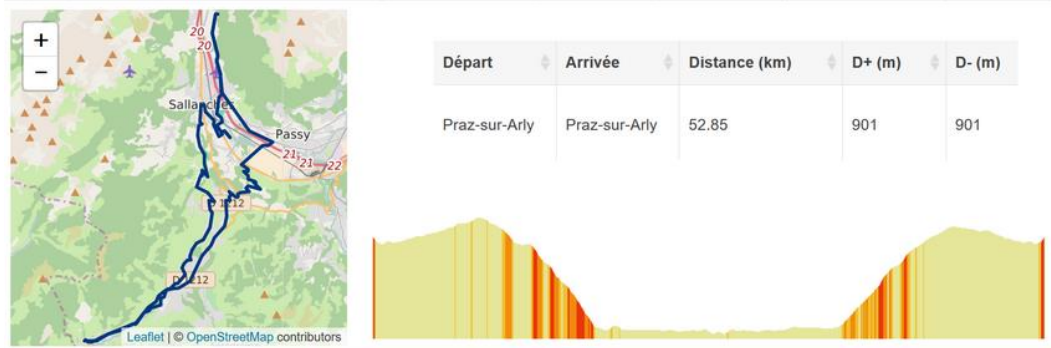 +
−
20
20
Sallanches
Passy
21
21
22
D 1212
D 1212
Leaflet | © OpenStreetMap contributors
Départ Arrivée Distance (km) D+ (m) D- (m)
Praz-sur-Arly Praz-sur-Arly 52.85 901 901